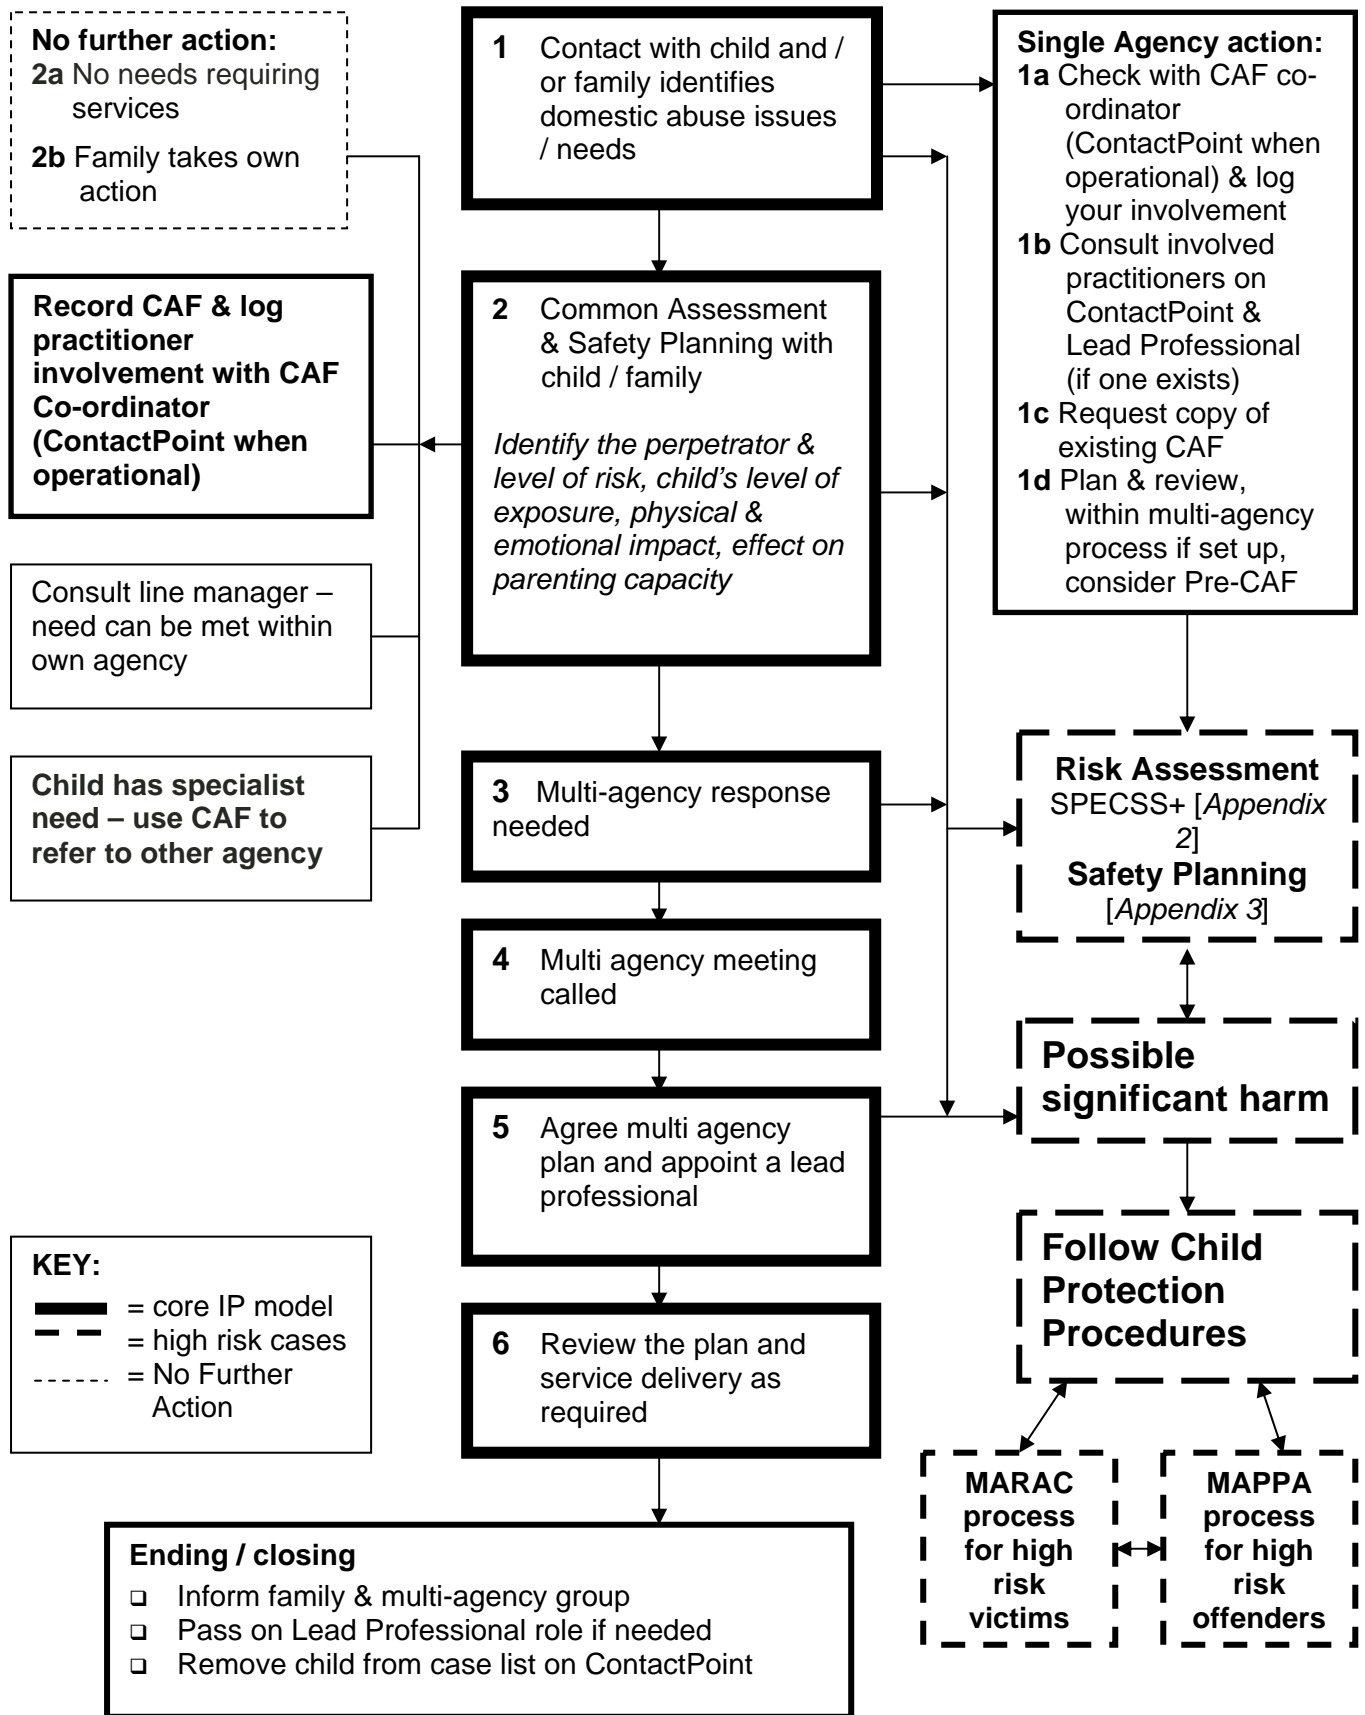 No further action:
2a No needs requiring
services
2b Family takes own
action
1 Contact with child and /
or family identifies
domestic abuse issues
/ needs
Single Agency action:
1a Check with CAF co-
ordinator
(ContactPoint when
operational) & log
your involvement
1b Consult involved
practitioners on
ContactPoint &
Lead Professional
(if one exists)
1c Request copy of
existing CAF
1d Plan & review,
within multi-agency
process if set up,
consider Pre-CAF
Record CAF & log
practitioner
involvement with CAF
Co-ordinator
(ContactPoint when
operational)
2 Common Assessment
& Safety Planning with
child / family
Identify the perpetrator &
level of risk, child's level of
exposure, physical &
emotional impact, effect on
parenting capacity
Consult line manager –
need can be met within
own agency
Child has specialist
need – use CAF to
refer to other agency
3 Multi-agency response
needed
Risk Assessment
SPECSS+ [Appendix
2]
Safety Planning
[Appendix 3]
4 Multi agency meeting
called
Possible
significant harm
5 Agree multi agency
plan and appoint a lead
professional
Follow Child
Protection
Procedures
KEY:
= core IP model
= high risk cases
= No Further
Action
6 Review the plan and
service delivery as
required
MARAC
process
for high
risk
victims
MAPPA
process
for high
risk
offenders
Ending / closing
❑ Inform family & multi-agency group
❑ Pass on Lead Professional role if needed
❑ Remove child from case list on ContactPoint